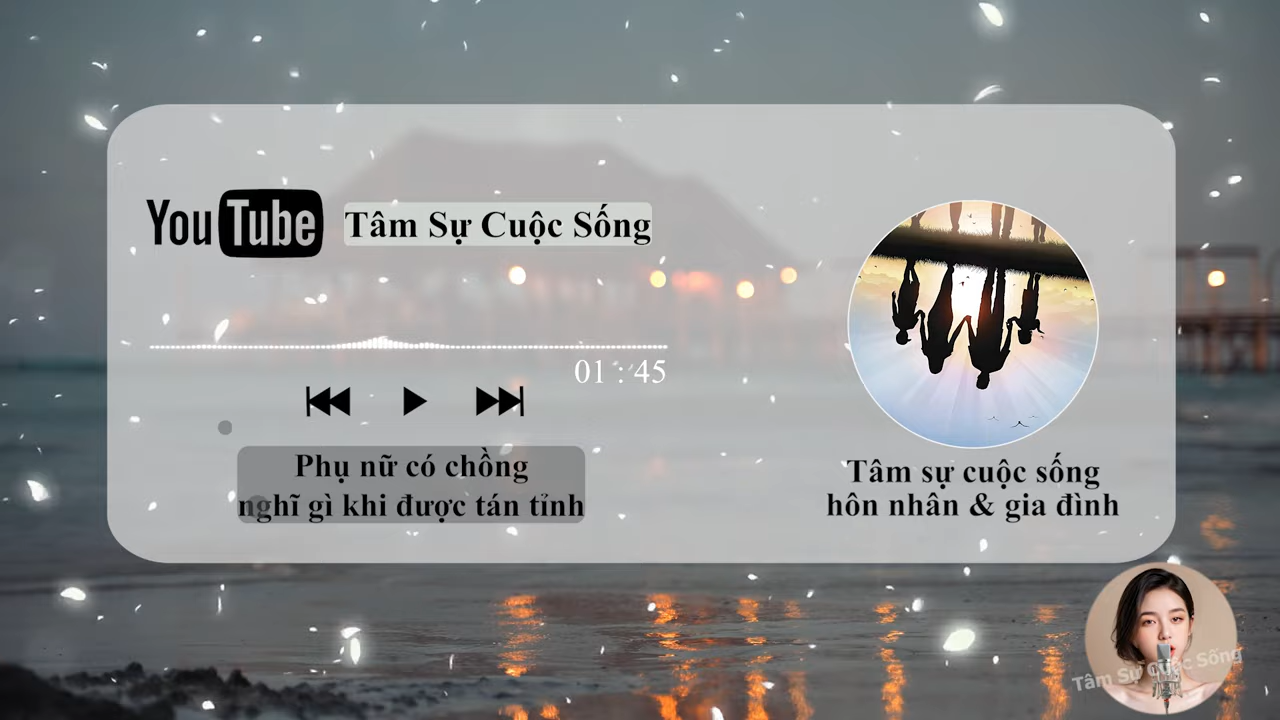 YouTube
Tâm Sự Cuộc Sống
01 : 45
Phụ nữ có chồng
nghĩ gì khi được tán tỉnh
Tâm sự cuộc sống
hôn nhân & gia đình
Tâm Sự Cuộc Sống